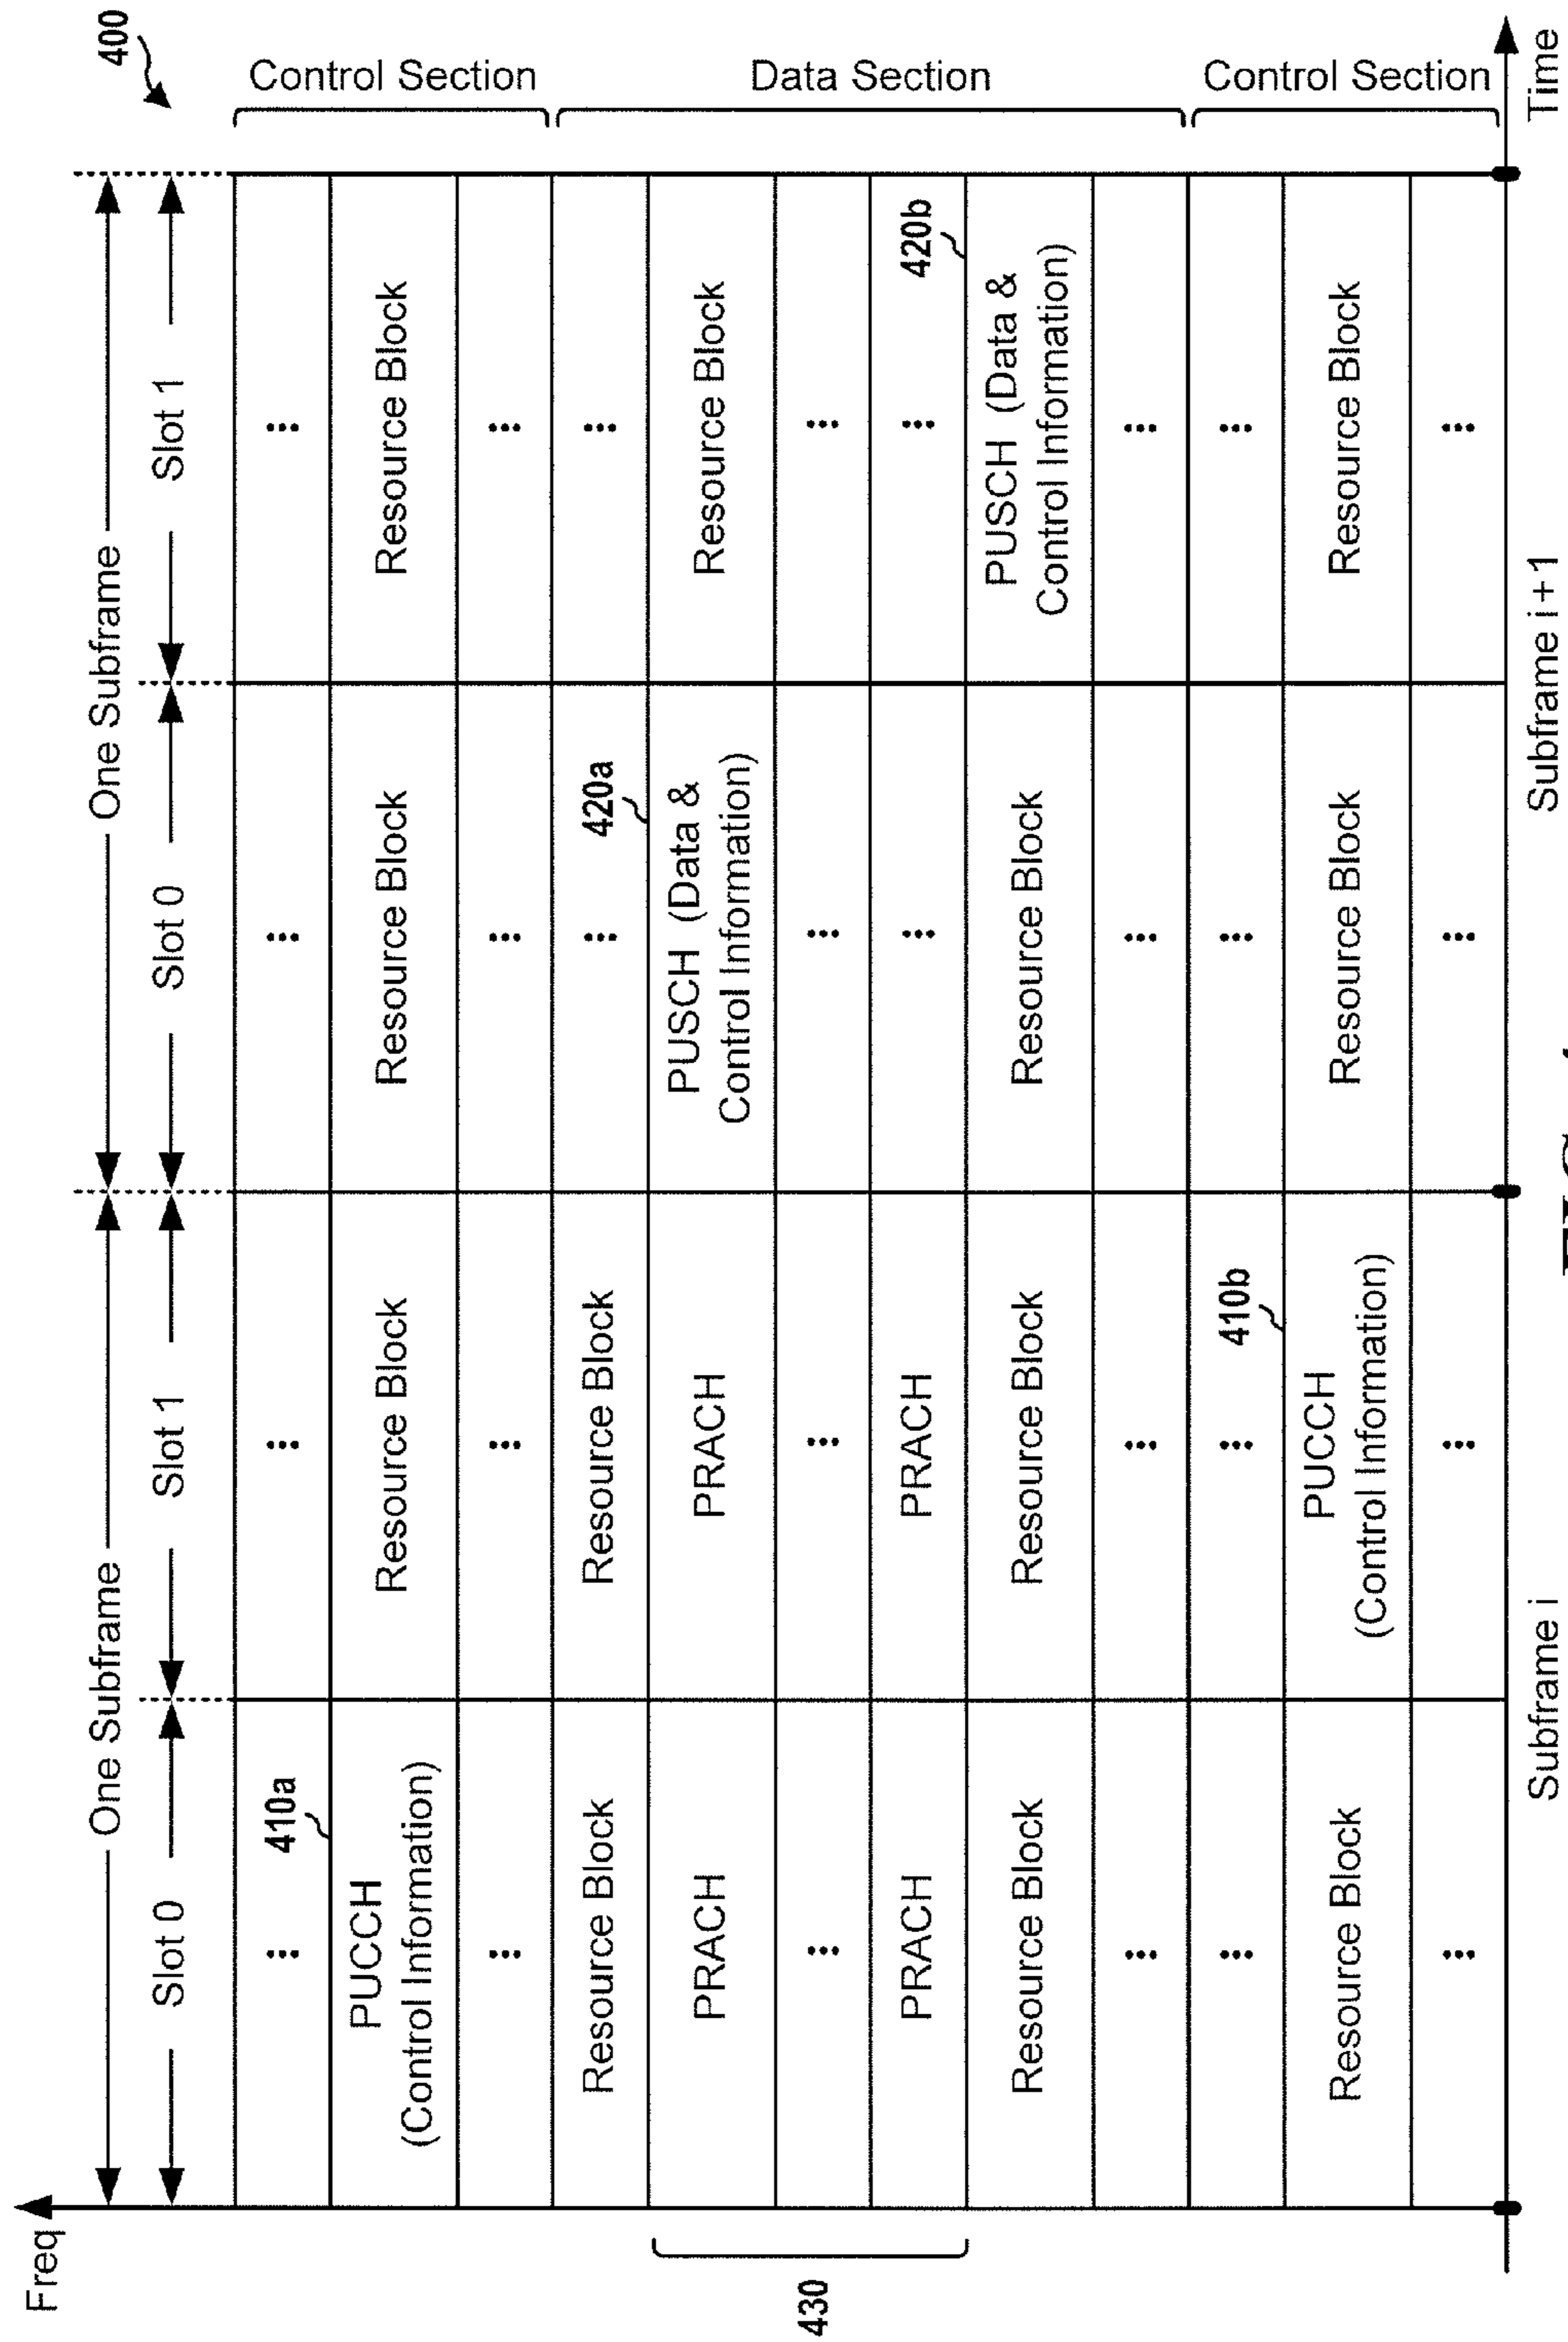 400
One Subframe
One Subframe
Slot 0
Slot 1
Slot 0
Slot 1
Freq
410a
⋮ ⋮ ⋮ ⋮
PUCCH
(Control Information)
Resource Block
Resource Block
Resource Block
Control Section
⋮ ⋮ ⋮ ⋮
420a
Resource Block
Resource Block
⋮ ⋮
430
PRACH
PRACH
PUSCH (Data &
Control Information)
Resource Block
⋮ ⋮ ⋮ ⋮
Data Section
420b
PRACH
PRACH
⋮ ⋮
Resource Block
Resource Block
Resource Block
PUSCH (Data &
Control Information)
⋮ ⋮ ⋮ ⋮
410b
⋮ ⋮ ⋮ ⋮
Resource Block
PUCCH
(Control Information)
Resource Block
Resource Block
Control Section
⋮ ⋮ ⋮ ⋮
Subframe i
Subframe i+1
Time